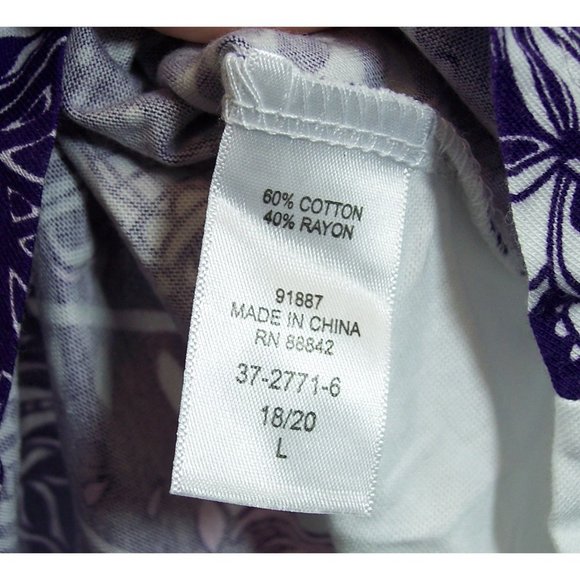 60% COTTON
40% RAYON
91887
MADE IN CHINA
RN 88842
37-2771-6
18/20
L